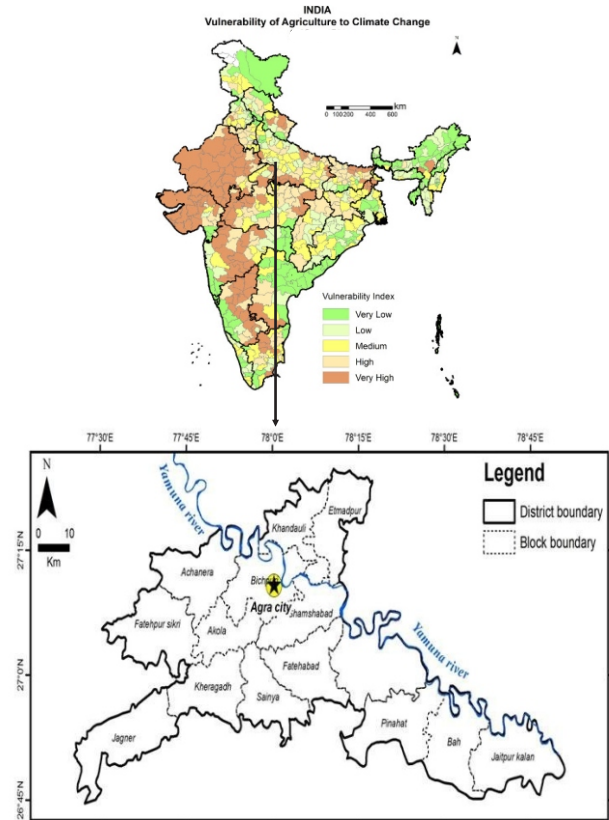 INDIA
Vulnerability of Agriculture to Climate Change
N
km
0 100 200 400 600
Vulnerability Index
Very Low
Low
Medium
High
Very High
77°30'E 77°45'E 78°0'E 78°15'E 78°30'E 78°45'E
N
0 10
Km
Yamuna river
Legend
District boundary
Block boundary
27°15'N
27°0'N
26°45'N
Etmadpur
Khandauli
Achanera
Agra city
Shamshabad
Fatehpur sikri
Akola
Fatehabad
Yamuna river
Kheragadh
Sainya
Pinahat
Bah
Jaitpur kalan
Jagner